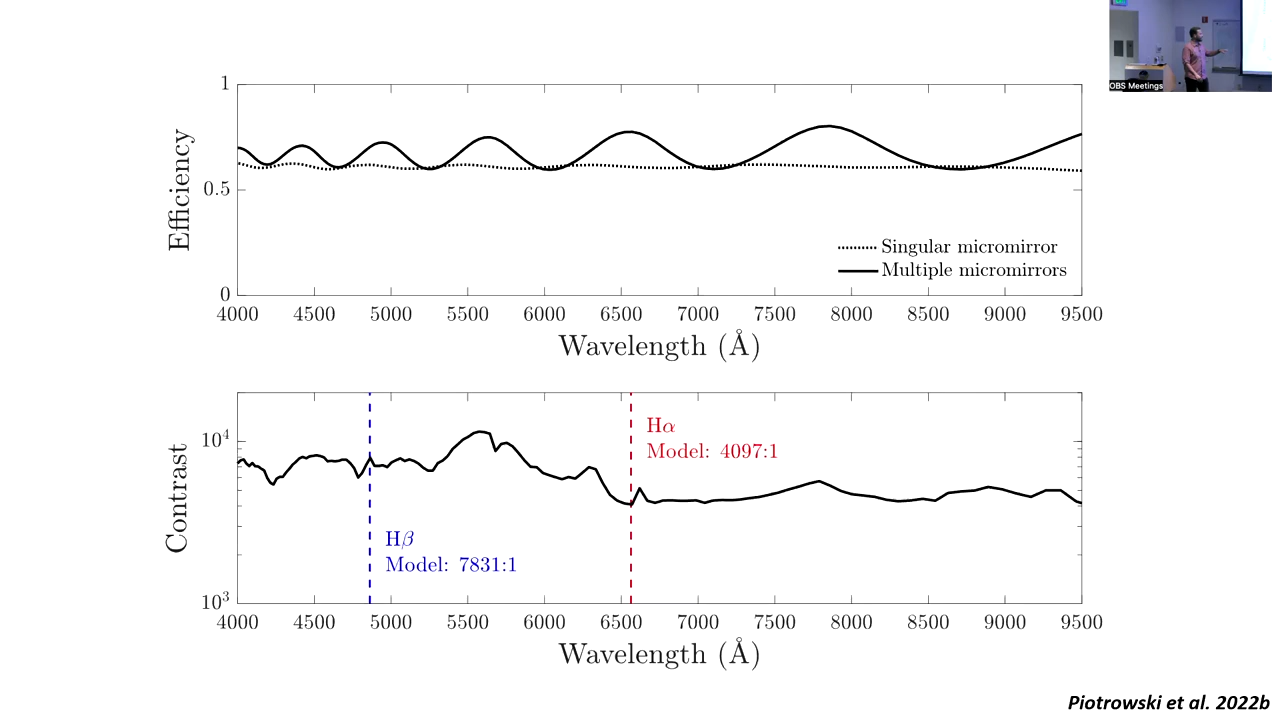 OBS Meetings
1
0.5
0
Efficiency
Singular micromirror
Multiple micromirrors
4000 4500 5000 5500 6000 6500 7000 7500 8000 8500 9000 9500
Wavelength (Å)
10⁴
10³
Contrast
Hα
Model: 4097:1
Hβ
Model: 7831:1
4000 4500 5000 5500 6000 6500 7000 7500 8000 8500 9000 9500
Wavelength (Å)
Piotrowski et al. 2022b